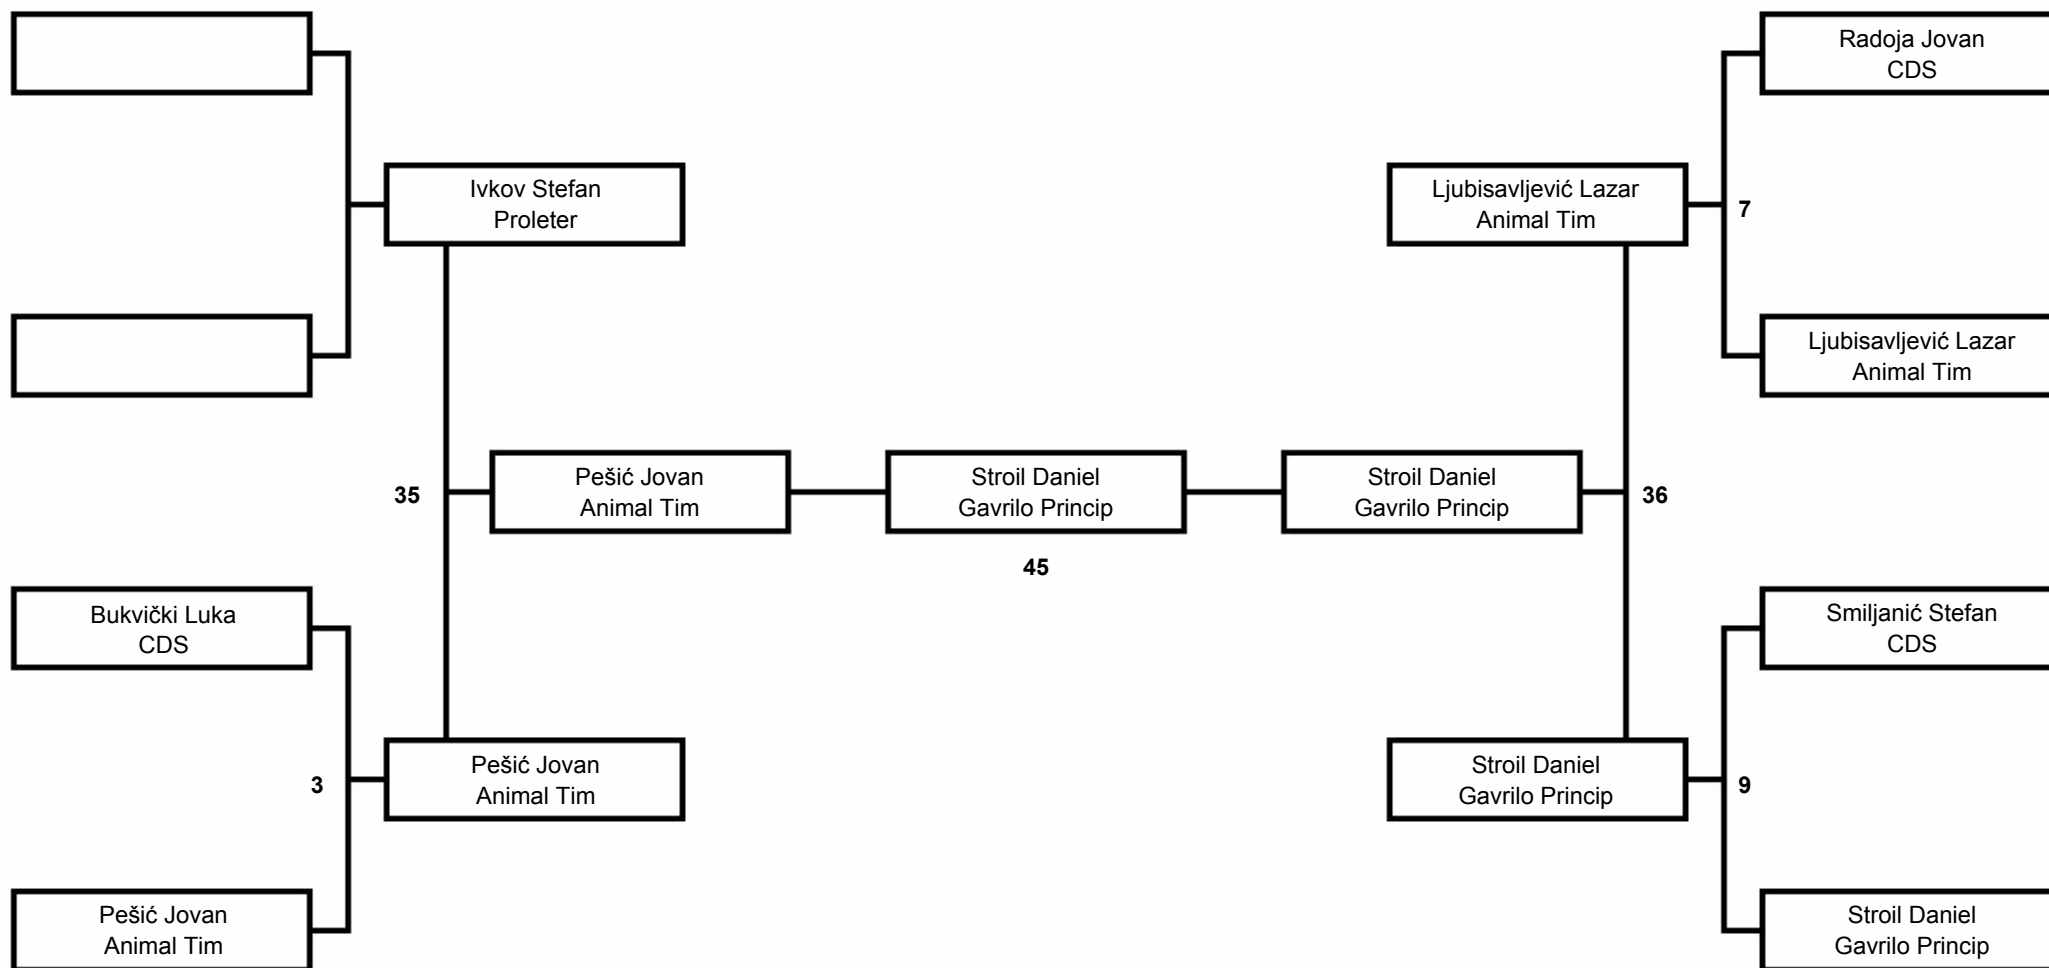 Radoja Jovan
CDS
Ivkov Stefan
Proleter
Ljubisavljević Lazar
Animal Tim
7
Ljubisavljević Lazar
Animal Tim
35
Pešić Jovan
Animal Tim
Stroil Daniel
Gavrilo Princip
45
Stroil Daniel
Gavrilo Princip
36
Bukvički Luka
CDS
Smiljanić Stefan
CDS
3
Pešić Jovan
Animal Tim
Stroil Daniel
Gavrilo Princip
9
Pešić Jovan
Animal Tim
Stroil Daniel
Gavrilo Princip